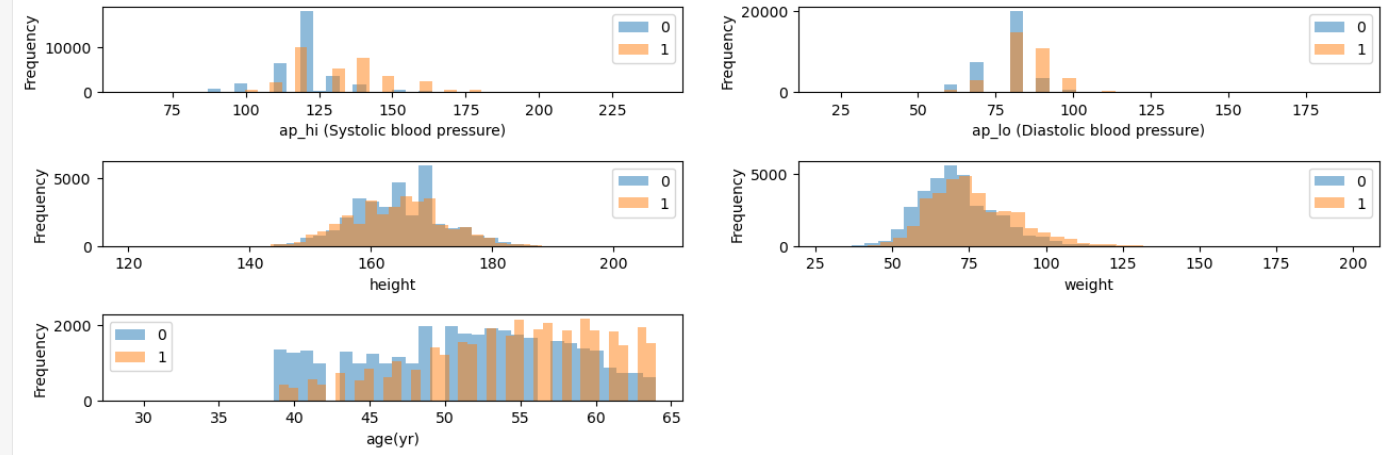 Frequency
10000
0
0
1
75 100 125 150 175 200 225
ap_hi (Systolic blood pressure)
Frequency
20000
0
0
1
25 50 75 100 125 150 175
ap_lo (Diastolic blood pressure)
Frequency
5000
0
0
1
120 140 160 180 200
height
Frequency
5000
0
0
1
25 50 75 100 125 150 175 200
weight
Frequency
2000
0
0
1
30 35 40 45 50 55 60 65
age(yr)